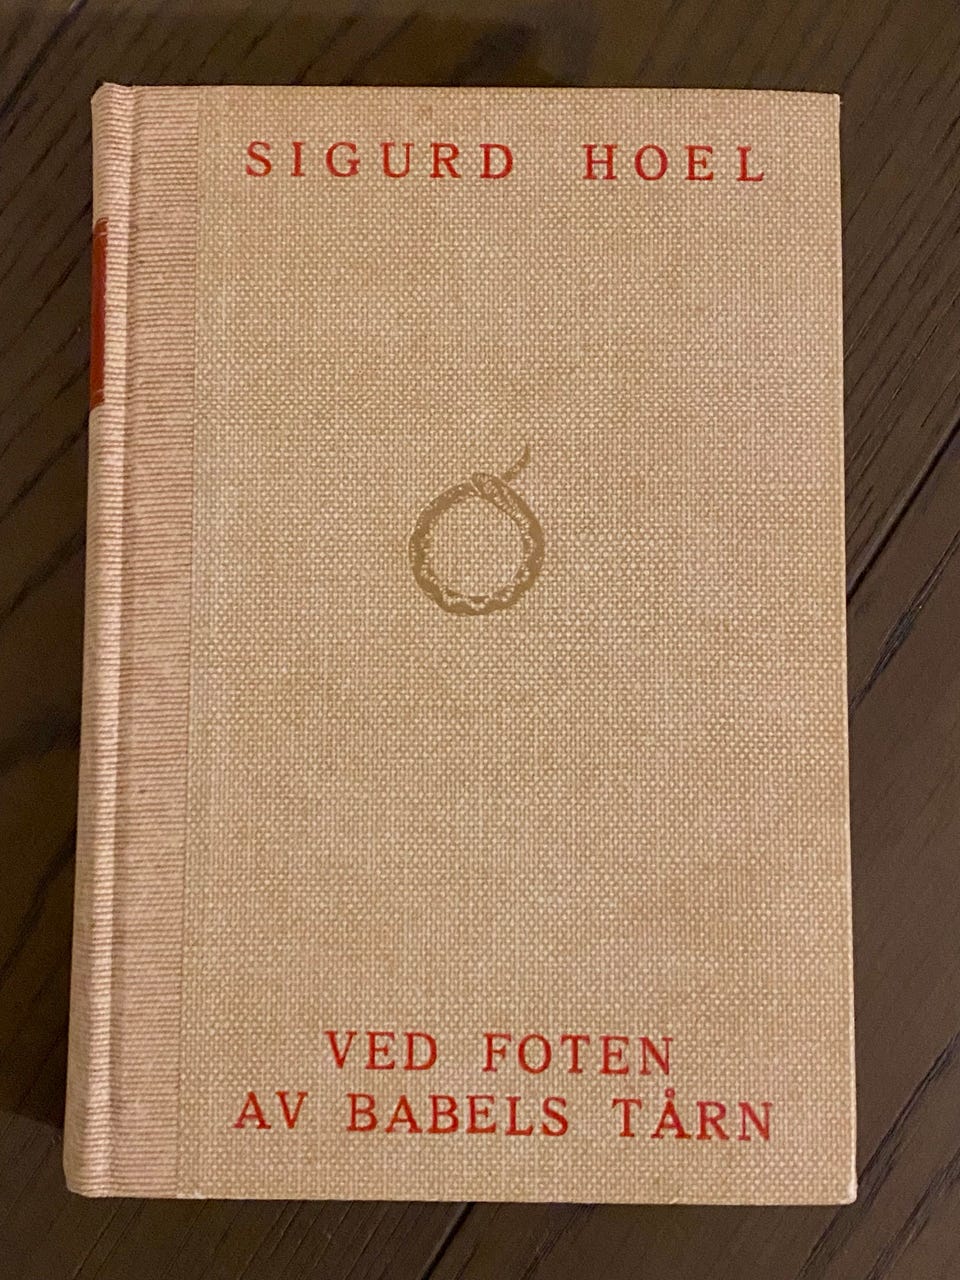 SIGURD HOEL
VED FOTEN
AV BABELS TÅRN